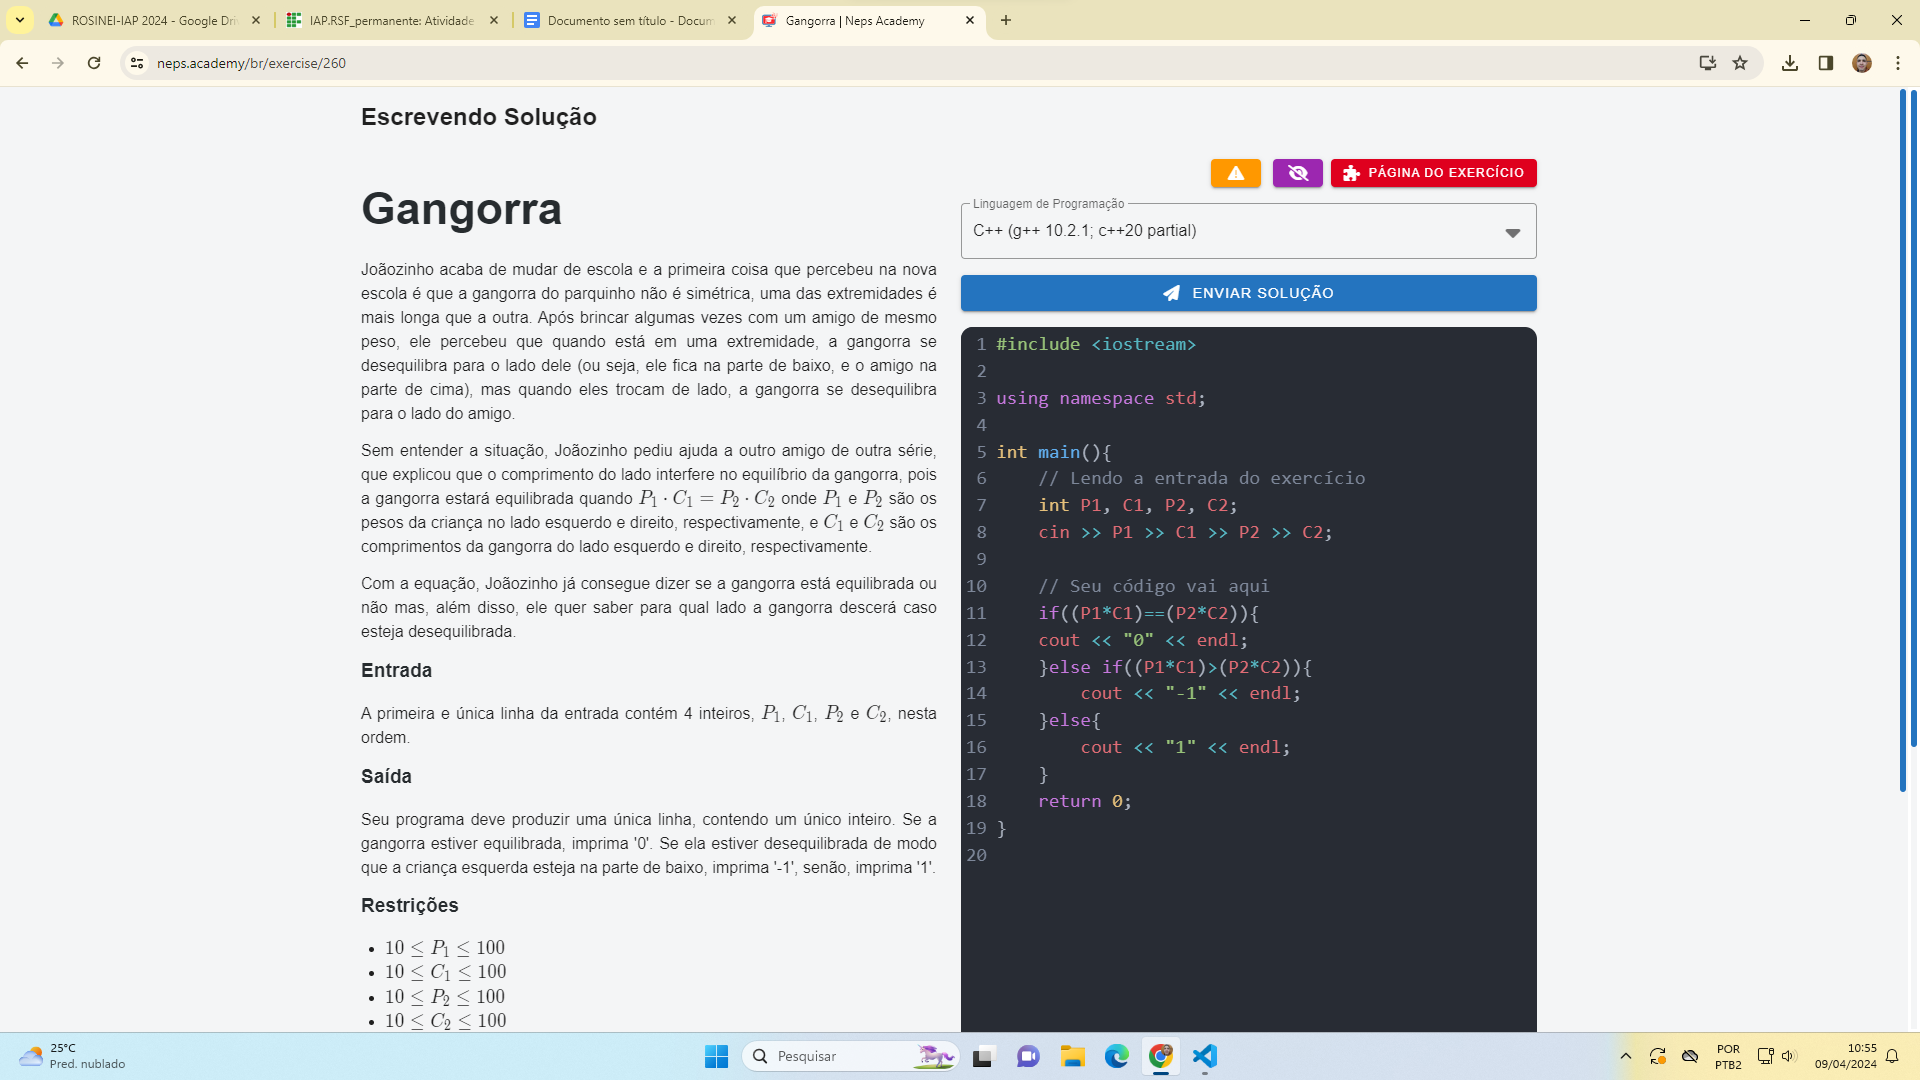 ROSINEI-IAP 2024 - Google Dri
IAP.RSF_permanente: Atividade
Documento sem título - Docum
Gangorra | Neps Academy
neps.academy/br/exercise/260
Escrevendo Solução
PÁGINA DO EXERCÍCIO
Gangorra
Linguagem de Programação
C++ (g++ 10.2.1; c++20 partial)
ENVIAR SOLUÇÃO
Joãozinho acaba de mudar de escola e a primeira coisa que percebeu na nova
escola é que a gangorra do parquinho não é simétrica, uma das extremidades é
mais longa que a outra. Após brincar algumas vezes com um amigo de mesmo
peso, ele percebeu que quando está em uma extremidade, a gangorra se
desequilibra para o lado dele (ou seja, ele fica na parte de baixo, e o amigo na
parte de cima), mas quando eles trocam de lado, a gangorra se desequilibra
para o lado do amigo.
Sem entender a situação, Joãozinho pediu ajuda a outro amigo de outra série,
que explicou que o comprimento do lado interfere no equilíbrio da gangorra, pois
a gangorra estará equilibrada quando P₁ · C₁ = P₂ · C₂ onde P₁ e P₂ são os
pesos da criança no lado esquerdo e direito, respectivamente, e C₁ e C₂ são os
comprimentos da gangorra do lado esquerdo e direito, respectivamente.
Com a equação, Joãozinho já consegue dizer se a gangorra está equilibrada ou
não mas, além disso, ele quer saber para qual lado a gangorra descerá caso
esteja desequilibrada.
Entrada
A primeira e única linha da entrada contém 4 inteiros, P₁, C₁, P₂ e C₂, nesta
ordem.
Saída
Seu programa deve produzir uma única linha, contendo um único inteiro. Se a
gangorra estiver equilibrada, imprima '0'. Se ela estiver desequilibrada de modo
que a criança esquerda esteja na parte de baixo, imprima '-1', senão, imprima '1'.
Restrições
• 10 ≤ P₁ ≤ 100
• 10 ≤ C₁ ≤ 100
• 10 ≤ P₂ ≤ 100
• 10 ≤ C₂ ≤ 100
1 #include <iostream>
2
3 using namespace std;
4
5 int main(){
6     // Lendo a entrada do exercício
7     int P1, C1, P2, C2;
8     cin >> P1 >> C1 >> P2 >> C2;
9
10     // Seu código vai aqui
11     if((P1*C1)==(P2*C2)){
12     cout << "0" << endl;
13     }else if((P1*C1)>(P2*C2)){
14         cout << "-1" << endl;
15     }else{
16         cout << "1" << endl;
17     }
18     return 0;
19 }
20
25°C
Pred. nublado
Pesquisar
POR
PTB2
10:55
09/04/2024